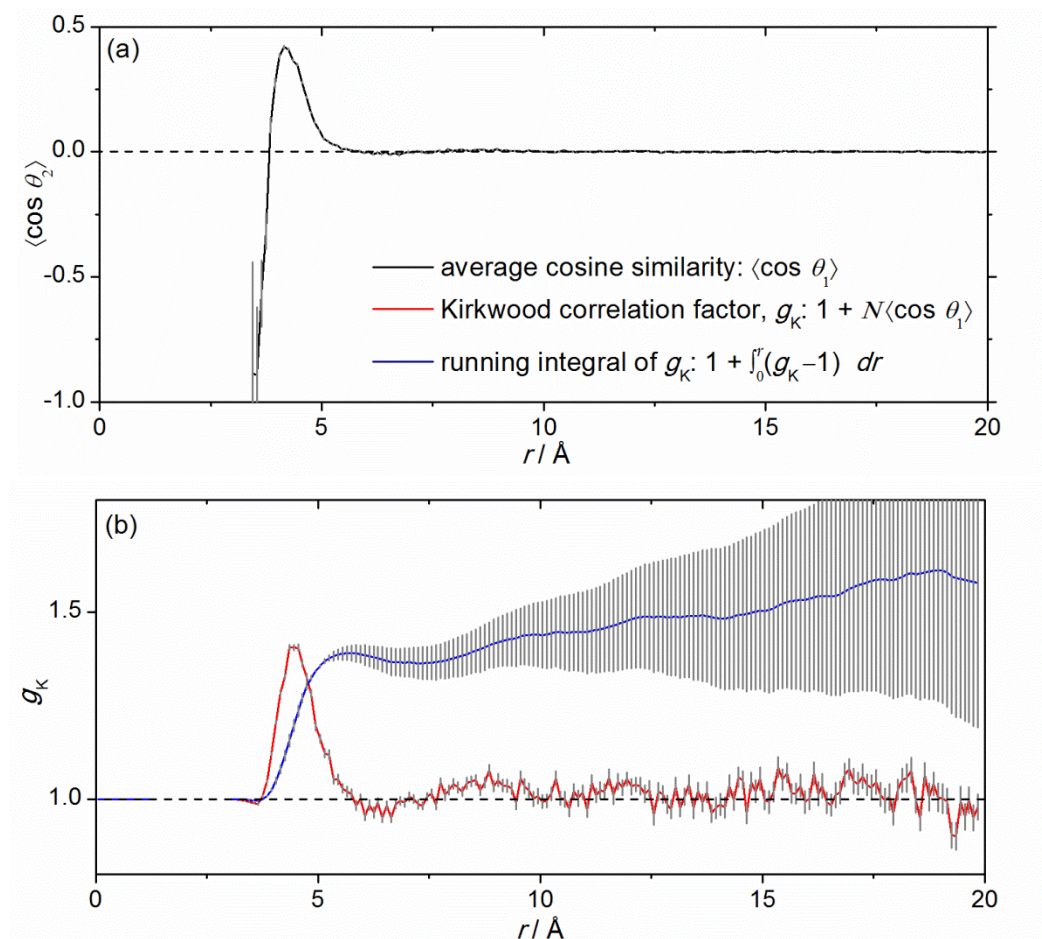 (a)
0.5
0.0
-0.5
-1.0
⟨cos θ₂⟩
average cosine similarity: ⟨cos θ₁⟩
Kirkwood correlation factor, gK: 1 + N⟨cos θ₁⟩
running integral of gK: 1 + ∫₀ʳ(gK−1) dr
0 5 10 15 20
r / Å
(b)
1.5
1.0
gK
0 5 10 15 20
r / Å